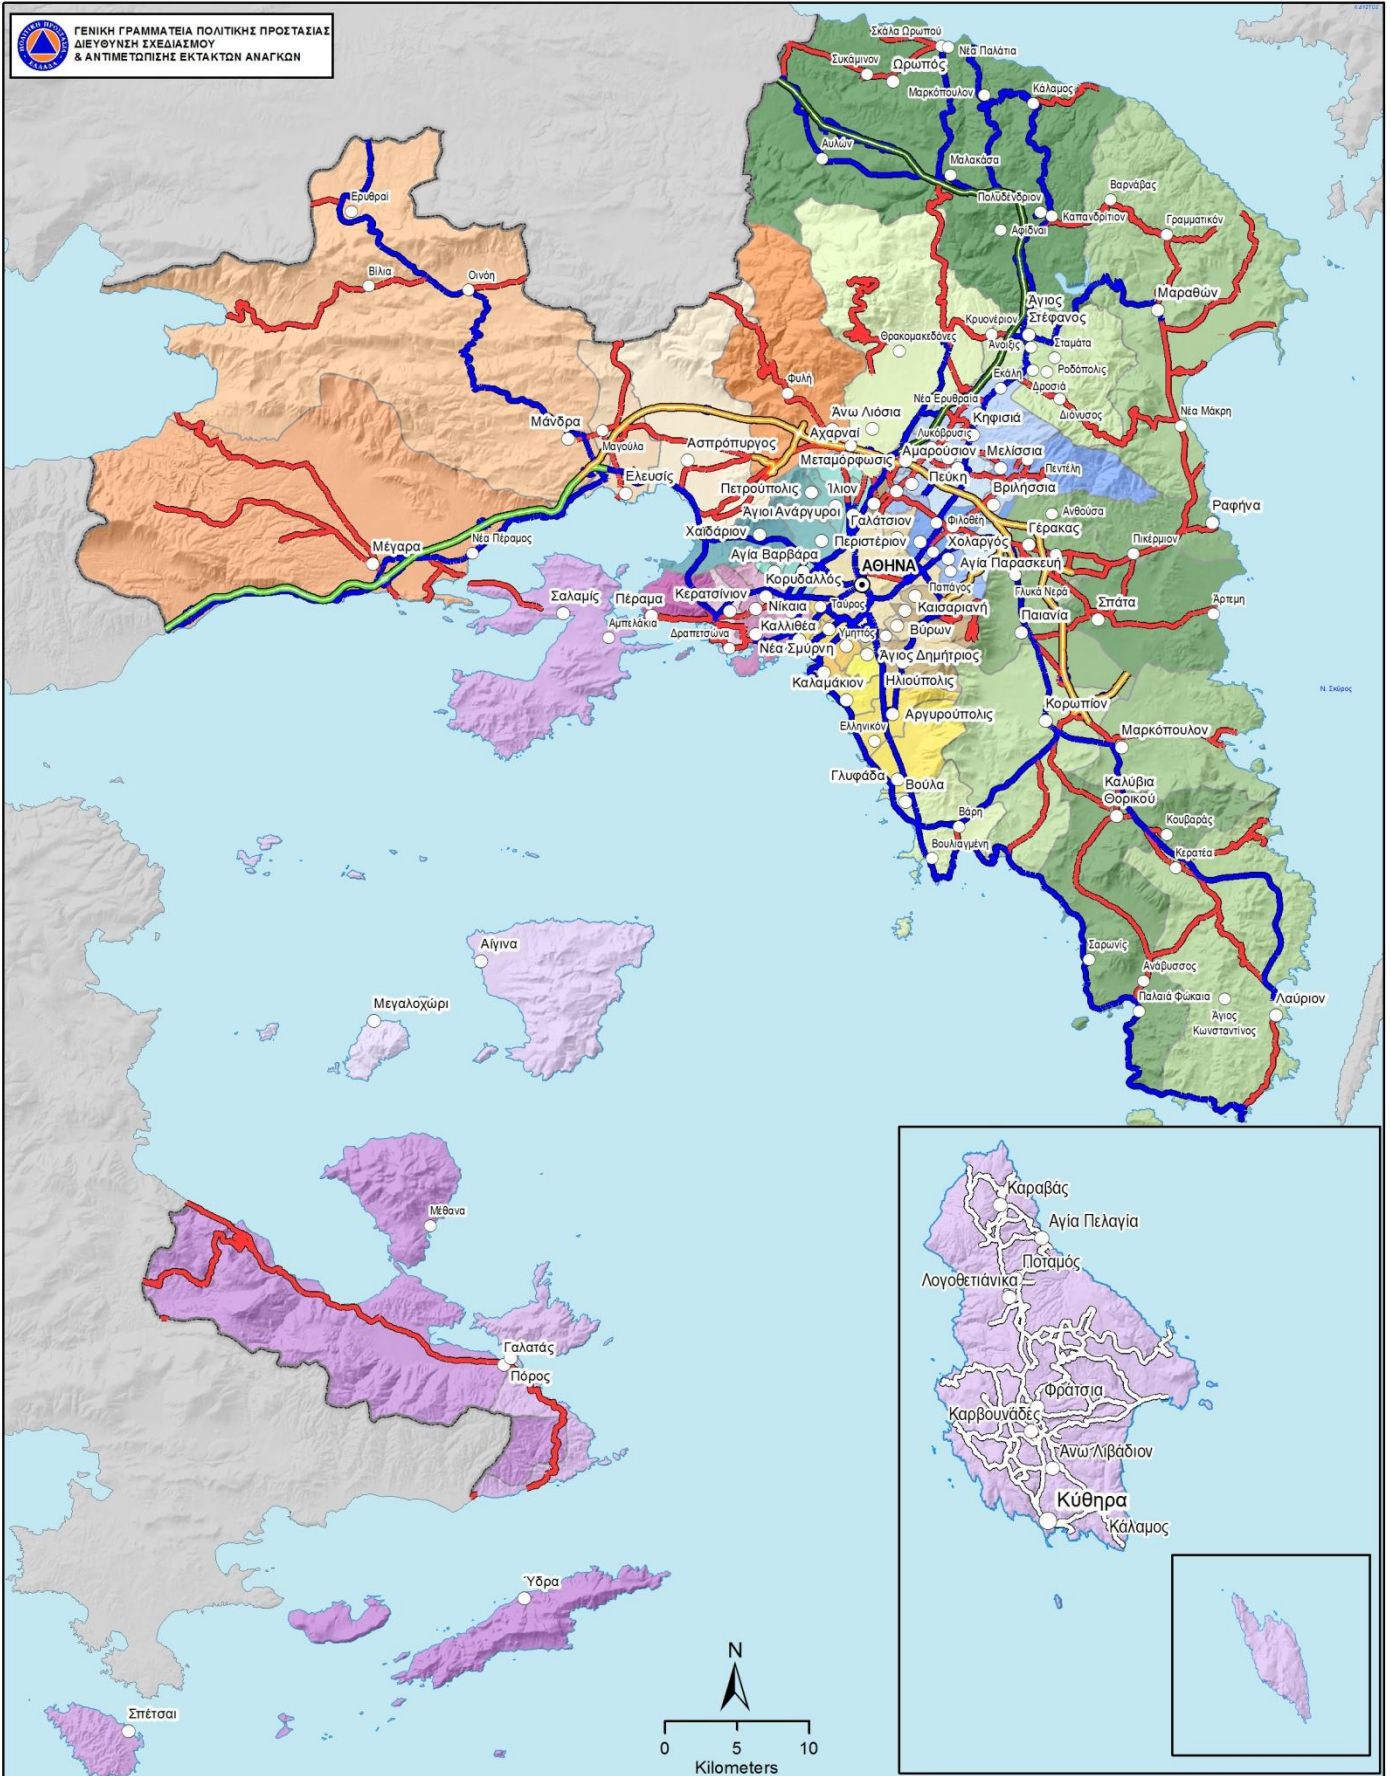 ΓΕΝΙΚΗ ΓΡΑΜΜΑΤΕΙΑ ΠΟΛΙΤΙΚΗΣ ΠΡΟΣΤΑΣΙΑΣ
ΔΙΕΥΘΥΝΣΗ ΣΧΕΔΙΑΣΜΟΥ
& ΑΝΤΙΜΕΤΩΠΙΣΗΣ ΕΚΤΑΚΤΩΝ ΑΝΑΓΚΩΝ
ΠΟΛΙΤΙΚΗ ΠΡΟΣΤΑΣΙΑ
ΕΛΛΑΔΑ
Σκάλα Ωρωπού
Νέα Παλάτια
Συκάμινον
Ωρωπός
Μαρκόπουλον
Κάλαμος
Αυλών
Μαλακάσα
Πολυδένδριον
Βαρνάβας
Καπανδρίτιον
Γραμματικόν
Αφίδναι
Ερυθραί
Βίλια
Οινόη
Μαραθών
Άγιος
Στέφανος
Κρυονέριον
Άνοιξις
Σταμάτα
Θρακομακεδόνες
Εκάλη
Ροδόπολις
Δροσιά
Διόνυσος
Φυλή
Νέα Ερυθραία
Κηφισιά
Νέα Μάκρη
Μάνδρα
Μαγούλα
Ασπρόπυργος
Άνω Λιόσια
Αχαρναί
Λυκόβρυσις
Μεταμόρφωσις
Αμαρούσιον
Μελίσσια
Πεντέλη
Ελευσίς
Πετρούπολις
Ίλιον
Πεύκη
Βριλήσσια
Άγιοι Ανάργυροι
Γαλάτσιον
Φιλοθέη
Ανθούσα
Γέρακας
Ραφήνα
Χαϊδάριον
Περιστέριον
Χολαργός
Πικέρμιον
Μέγαρα
Νέα Πέραμος
Αγία Βαρβάρα
Αγία Παρασκευή
Κορυδαλλός
ΑΘΗΝΑ
Παπάγος
Γλυκά Νερά
Σαλαμίς
Πέραμα
Κερατσίνιον
Νίκαια
Ταύρος
Καισαριανή
Σπάτα
Άρτεμη
Αμπελάκια
Δραπετσώνα
Καλλιθέα
Υμηττός
Βύρων
Παιανία
Νέα Σμύρνη
Άγιος Δημήτριος
Καλαμάκιον
Ηλιούπολις
Ν. Σκύρος
Κορωπίον
Αργυρούπολις
Ελληνικόν
Μαρκόπουλον
Γλυφάδα
Βούλα
Καλύβια
Θορικού
Βάρη
Κουβαράς
Βουλιαγμένη
Κερατέα
Αίγινα
Σαρωνίς
Ανάβυσσος
Μεγαλοχώρι
Παλαιά Φώκαια
Άγιος
Κωνσταντίνος
Λαύριον
Μέθανα
Καραβάς
Αγία Πελαγία
Ποταμός
Λογοθετιάνικα
Γαλατάς
Πόρος
Φράτσια
Καρβουνάδες
Άνω Λιβάδιον
Κύθηρα
Κάλαμος
Ύδρα
Σπέτσαι
N
0 5 10
Kilometers